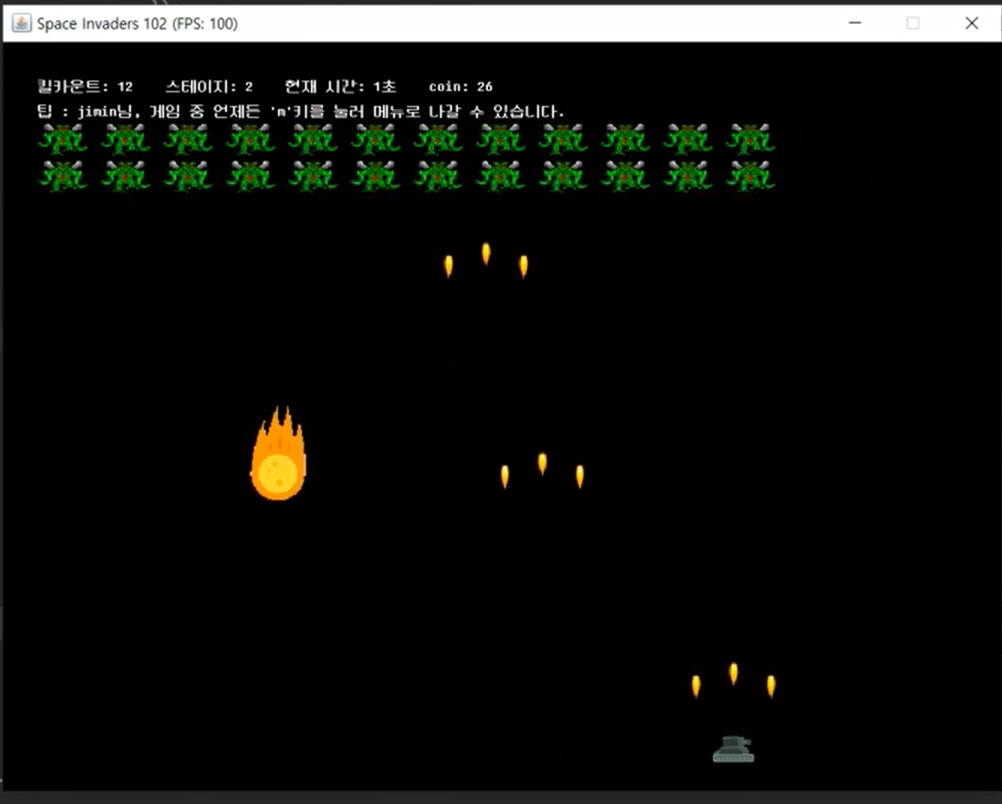 Space Invaders 102 (FPS: 100)
킬카운트: 12 스테이지: 2 현재 시간: 1초 coin: 26
팁 : jimin님, 게임 중 언제든 'm'키를 눌러 메뉴로 나갈 수 있습니다.